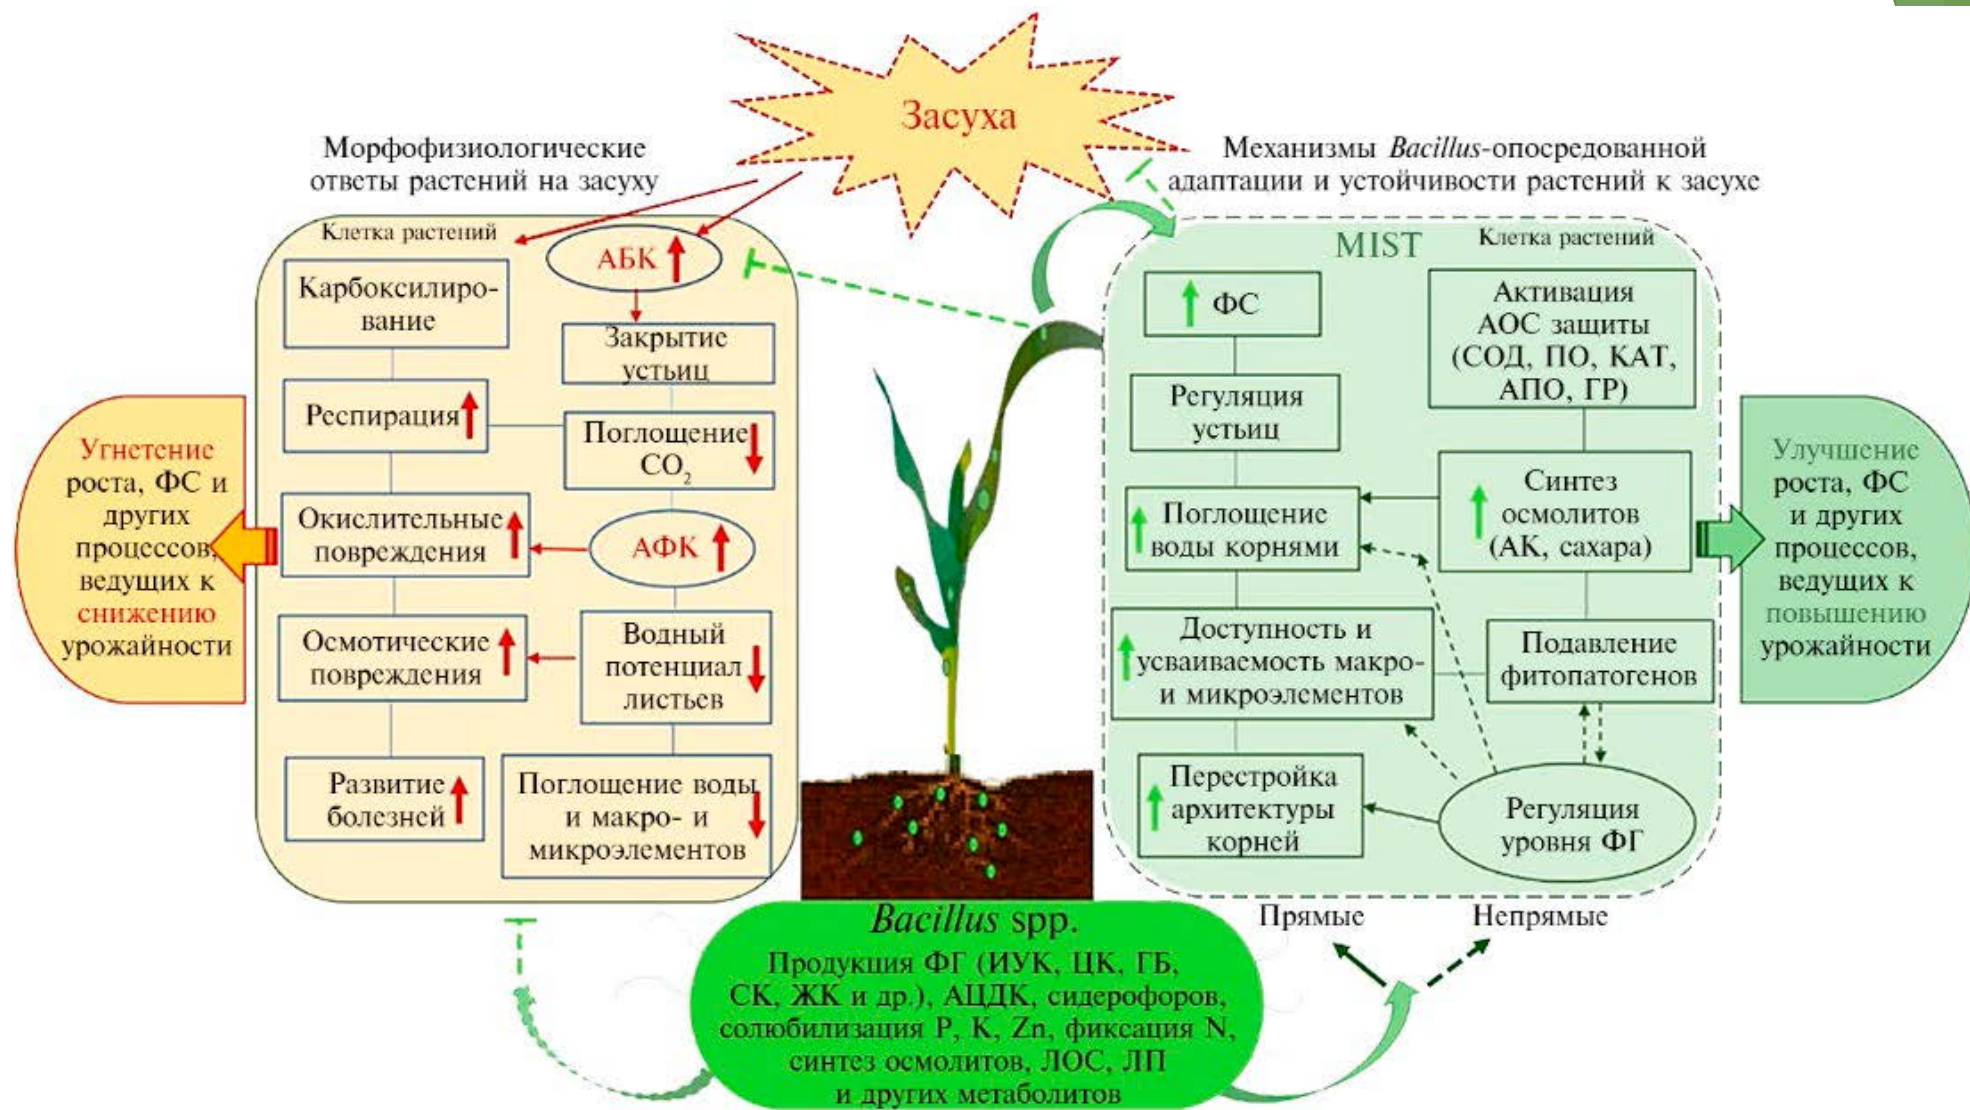 Засуха
Морфофизиологические
ответы растений на засуху
Клетка растений
АБК
Карбоксилиро-
вание
Закрытие
устьиц
Респирация
Поглощение
CO₂
Окислительные
повреждения
АФК
Осмотические
повреждения
Водный
потенциал
листьев
Развитие
болезней
Поглощение воды
и макро- и
микроэлементов
Угнетение
роста, ФС и
других
процессов,
ведущих к
снижению
урожайности
Механизмы Bacillus-опосредованной
адаптации и устойчивости растений к засухе
MIST
Клетка растений
ФС
Активация
АОС защиты
(СОД, ПО, КАТ,
АПО, ГР)
Регуляция
устьиц
Поглощение
воды корнями
Синтез
осмолитов
(АК, сахара)
Доступность и
усваиваемость макро-
и микроэлементов
Подавление
фитопатогенов
Перестройка
архитектуры
корней
Регуляция
уровня ФГ
Улучшение
роста, ФС
и других
процессов,
ведущих к
повышению
урожайности
Прямые
Непрямые
Bacillus spp.
Продукция ФГ (ИУК, ЦК, ГБ,
СК, ЖК и др.), АЦДК, сидерофоров,
солюбилизация P, K, Zn, фиксация N,
синтез осмолитов, ЛОС, ЛП
и других метаболитов